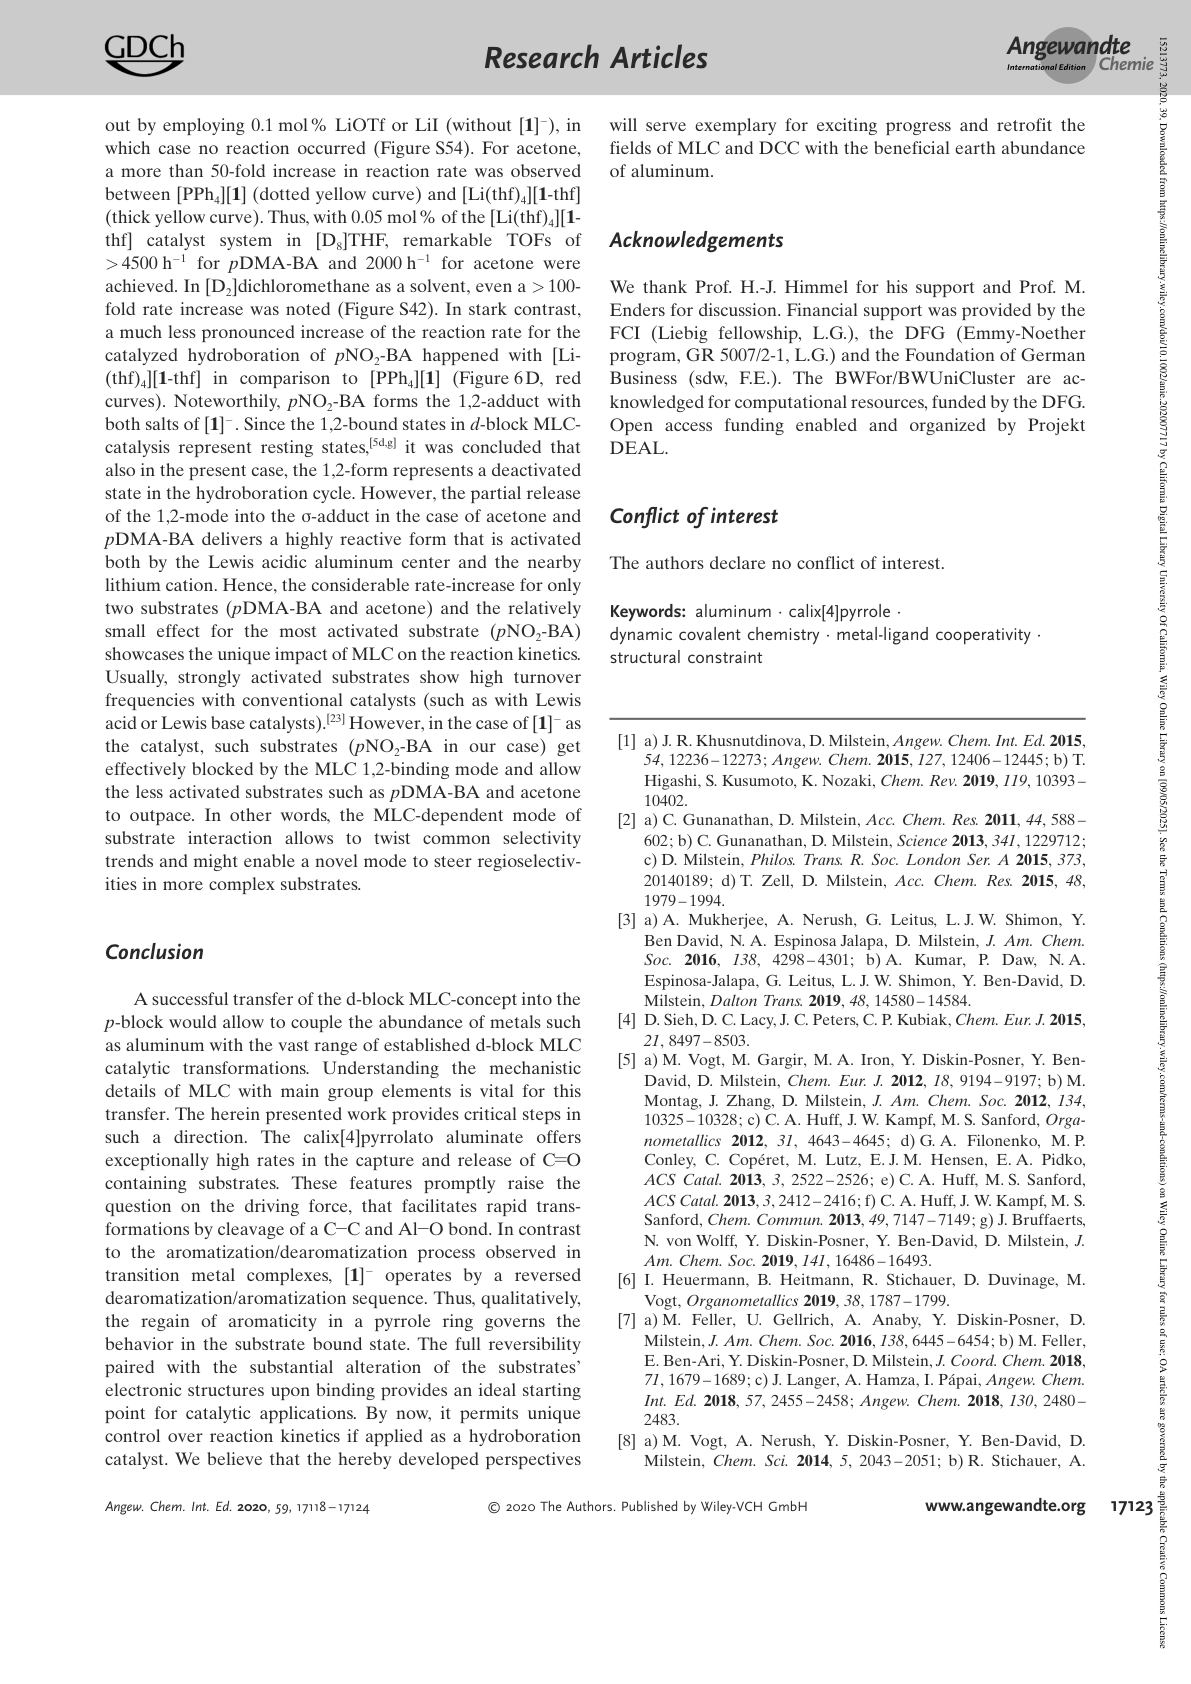 GDCh
Research Articles
Angewandte
International Edition Chemie
out by employing 0.1 mol % LiOTf or LiI (without [1]⁻), in
which case no reaction occurred (Figure S54). For acetone,
a more than 50-fold increase in reaction rate was observed
between [PPh₄][1] (dotted yellow curve) and [Li(thf)₄][1-thf]
(thick yellow curve). Thus, with 0.05 mol % of the [Li(thf)₄][1-
thf] catalyst system in [D₈]THF, remarkable TOFs of
> 4500 h⁻¹ for pDMA-BA and 2000 h⁻¹ for acetone were
achieved. In [D₂]dichloromethane as a solvent, even a > 100-
fold rate increase was noted (Figure S42). In stark contrast,
a much less pronounced increase of the reaction rate for the
catalyzed hydroboration of pNO₂-BA happened with [Li-
(thf)₄][1-thf] in comparison to [PPh₄][1] (Figure 6 D, red
curves). Noteworthily, pNO₂-BA forms the 1,2-adduct with
both salts of [1]⁻. Since the 1,2-bound states in d-block MLC-
catalysis represent resting states,[5d,g] it was concluded that
also in the present case, the 1,2-form represents a deactivated
state in the hydroboration cycle. However, the partial release
of the 1,2-mode into the σ-adduct in the case of acetone and
pDMA-BA delivers a highly reactive form that is activated
both by the Lewis acidic aluminum center and the nearby
lithium cation. Hence, the considerable rate-increase for only
two substrates (pDMA-BA and acetone) and the relatively
small effect for the most activated substrate (pNO₂-BA)
showcases the unique impact of MLC on the reaction kinetics.
Usually, strongly activated substrates show high turnover
frequencies with conventional catalysts (such as with Lewis
acid or Lewis base catalysts).[23] However, in the case of [1]⁻ as
the catalyst, such substrates (pNO₂-BA in our case) get
effectively blocked by the MLC 1,2-binding mode and allow
the less activated substrates such as pDMA-BA and acetone
to outpace. In other words, the MLC-dependent mode of
substrate interaction allows to twist common selectivity
trends and might enable a novel mode to steer regioselectiv-
ities in more complex substrates.
Conclusion
A successful transfer of the d-block MLC-concept into the
p-block would allow to couple the abundance of metals such
as aluminum with the vast range of established d-block MLC
catalytic transformations. Understanding the mechanistic
details of MLC with main group elements is vital for this
transfer. The herein presented work provides critical steps in
such a direction. The calix[4]pyrrolato aluminate offers
exceptionally high rates in the capture and release of C=O
containing substrates. These features promptly raise the
question on the driving force, that facilitates rapid trans-
formations by cleavage of a C–C and Al–O bond. In contrast
to the aromatization/dearomatization process observed in
transition metal complexes, [1]⁻ operates by a reversed
dearomatization/aromatization sequence. Thus, qualitatively,
the regain of aromaticity in a pyrrole ring governs the
behavior in the substrate bound state. The full reversibility
paired with the substantial alteration of the substrates'
electronic structures upon binding provides an ideal starting
point for catalytic applications. By now, it permits unique
control over reaction kinetics if applied as a hydroboration
catalyst. We believe that the hereby developed perspectives
will serve exemplary for exciting progress and retrofit the
fields of MLC and DCC with the beneficial earth abundance
of aluminum.
Acknowledgements
We thank Prof. H.-J. Himmel for his support and Prof. M.
Enders for discussion. Financial support was provided by the
FCI (Liebig fellowship, L.G.), the DFG (Emmy-Noether
program, GR 5007/2-1, L.G.) and the Foundation of German
Business (sdw, F.E.). The BWFor/BWUniCluster are ac-
knowledged for computational resources, funded by the DFG.
Open access funding enabled and organized by Projekt
DEAL.
Conflict of interest
The authors declare no conflict of interest.
Keywords: aluminum · calix[4]pyrrole ·
dynamic covalent chemistry · metal-ligand cooperativity ·
structural constraint
[1] a) J. R. Khusnutdinova, D. Milstein, Angew. Chem. Int. Ed. 2015,
54, 12236–12273; Angew. Chem. 2015, 127, 12406–12445; b) T.
Higashi, S. Kusumoto, K. Nozaki, Chem. Rev. 2019, 119, 10393–
10402.
[2] a) C. Gunanathan, D. Milstein, Acc. Chem. Res. 2011, 44, 588–
602; b) C. Gunanathan, D. Milstein, Science 2013, 341, 1229712;
c) D. Milstein, Philos. Trans. R. Soc. London Ser. A 2015, 373,
20140189; d) T. Zell, D. Milstein, Acc. Chem. Res. 2015, 48,
1979–1994.
[3] a) A. Mukherjee, A. Nerush, G. Leitus, L. J. W. Shimon, Y.
Ben David, N. A. Espinosa Jalapa, D. Milstein, J. Am. Chem.
Soc. 2016, 138, 4298–4301; b) A. Kumar, P. Daw, N. A.
Espinosa-Jalapa, G. Leitus, L. J. W. Shimon, Y. Ben-David, D.
Milstein, Dalton Trans. 2019, 48, 14580–14584.
[4] D. Sieh, D. C. Lacy, J. C. Peters, C. P. Kubiak, Chem. Eur. J. 2015,
21, 8497–8503.
[5] a) M. Vogt, M. Gargir, M. A. Iron, Y. Diskin-Posner, Y. Ben-
David, D. Milstein, Chem. Eur. J. 2012, 18, 9194–9197; b) M.
Montag, J. Zhang, D. Milstein, J. Am. Chem. Soc. 2012, 134,
10325–10328; c) C. A. Huff, J. W. Kampf, M. S. Sanford, Orga-
nometallics 2012, 31, 4643–4645; d) G. A. Filonenko, M. P.
Conley, C. Copéret, M. Lutz, E. J. M. Hensen, E. A. Pidko,
ACS Catal. 2013, 3, 2522–2526; e) C. A. Huff, M. S. Sanford,
ACS Catal. 2013, 3, 2412–2416; f) C. A. Huff, J. W. Kampf, M. S.
Sanford, Chem. Commun. 2013, 49, 7147–7149; g) J. Bruffaerts,
N. von Wolff, Y. Diskin-Posner, Y. Ben-David, D. Milstein, J.
Am. Chem. Soc. 2019, 141, 16486–16493.
[6] I. Heuermann, B. Heitmann, R. Stichauer, D. Duvinage, M.
Vogt, Organometallics 2019, 38, 1787–1799.
[7] a) M. Feller, U. Gellrich, A. Anaby, Y. Diskin-Posner, D.
Milstein, J. Am. Chem. Soc. 2016, 138, 6445–6454; b) M. Feller,
E. Ben-Ari, Y. Diskin-Posner, D. Milstein, J. Coord. Chem. 2018,
71, 1679–1689; c) J. Langer, A. Hamza, I. Pápai, Angew. Chem.
Int. Ed. 2018, 57, 2455–2458; Angew. Chem. 2018, 130, 2480–
2483.
[8] a) M. Vogt, A. Nerush, Y. Diskin-Posner, Y. Ben-David, D.
Milstein, Chem. Sci. 2014, 5, 2043–2051; b) R. Stichauer, A.
Angew. Chem. Int. Ed. 2020, 59, 17118–17124
© 2020 The Authors. Published by Wiley-VCH GmbH
www.angewandte.org 17123
15213773, 2020, 39, Downloaded from https://onlinelibrary.wiley.com/doi/10.1002/anie.202007717 by California Digital Library University Of California, Wiley Online Library on [09/05/2025]. See the Terms and Conditions (https://onlinelibrary.wiley.com/terms-and-conditions) on Wiley Online Library for rules of use; OA articles are governed by the applicable Creative Commons License